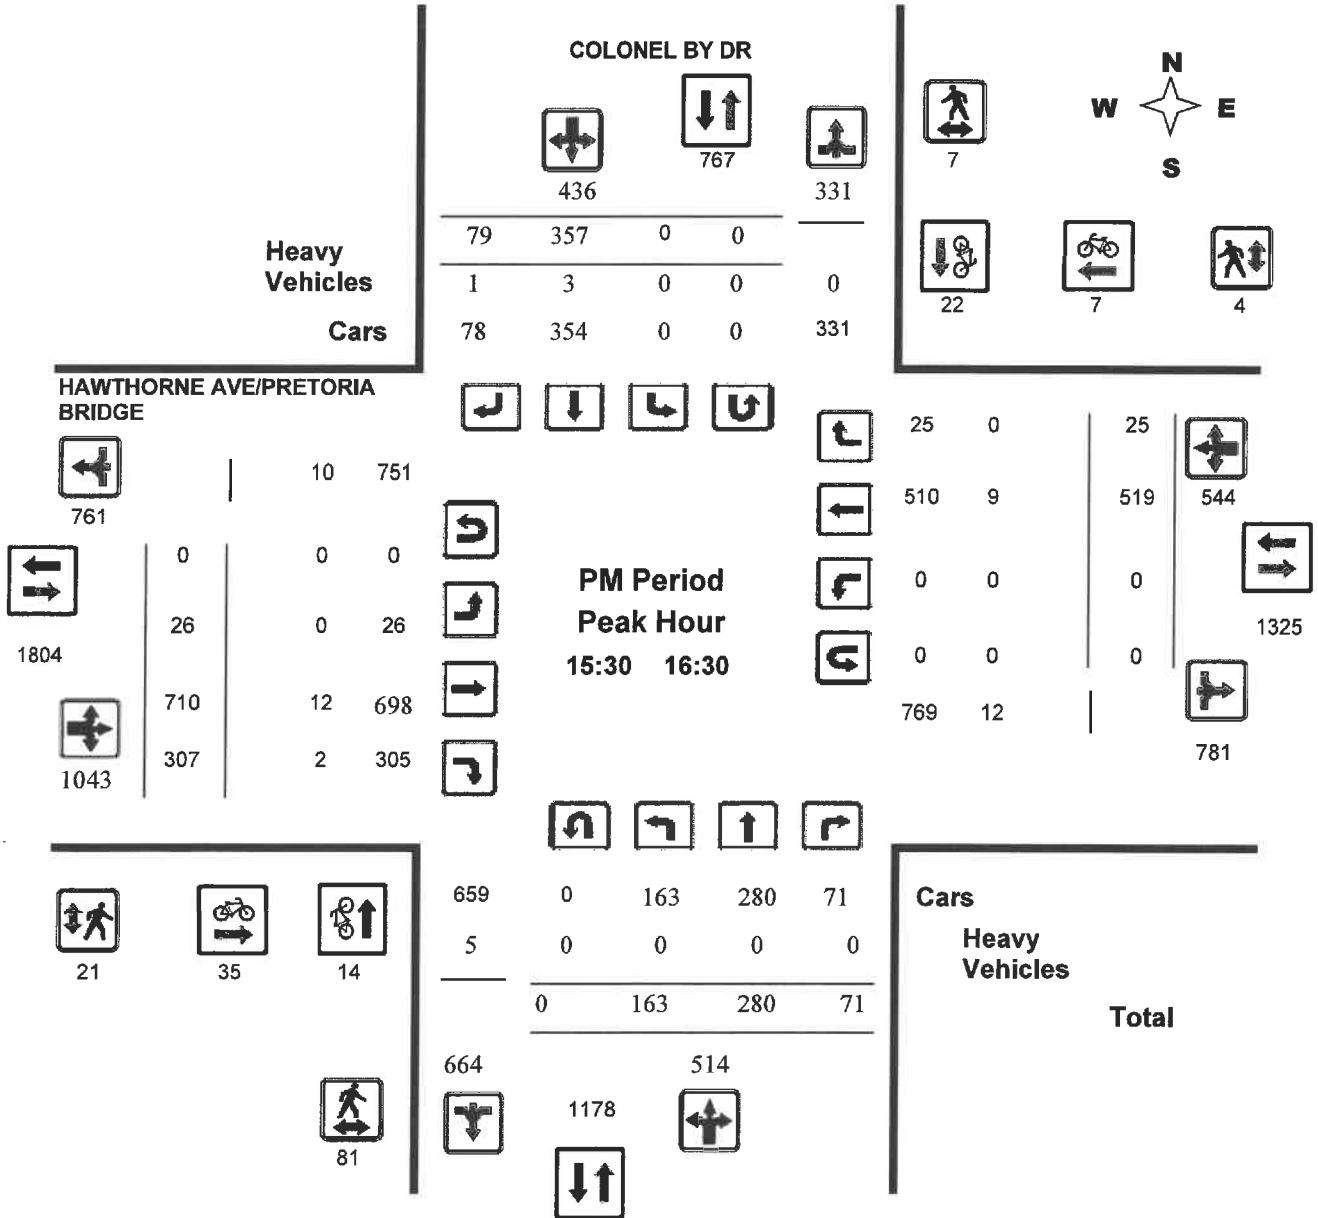 COLONEL BY DR
N
W E
S
767
7
436 331
79 357 0 0
Heavy
Vehicles
1 3 0 0 0
22 7 4
Cars 78 354 0 0 331
HAWTHORNE AVE/PRETORIA
BRIDGE
25 0 25
10 751
761
510 9 519 544
0 0 0
PM Period
0 0 0
26 0 26
Peak Hour
1325
1804
15:30 16:30
0 0 0
710 12 698
769 12
781
307 2 305
1043
659 0 163 280 71 Cars
5 0 0 0 0 Heavy
Vehicles
21 35 14
0 163 280 71 Total
664 514
1178
81